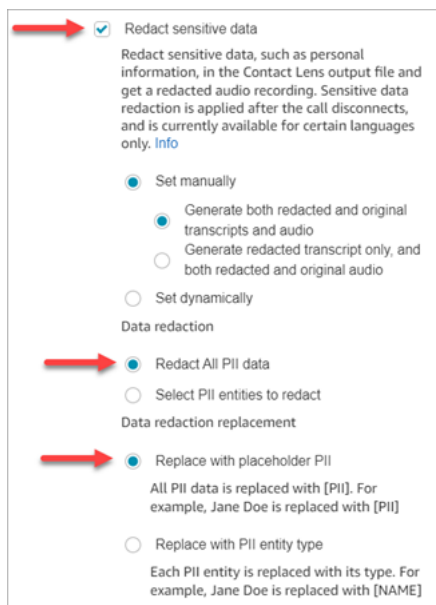 Redact sensitive data
Redact sensitive data, such as personal
information, in the Contact Lens output file and
get a redacted audio recording. Sensitive data
redaction is applied after the call disconnects,
and is currently available for certain languages
only. Info
Set manually
Generate both redacted and original
transcripts and audio
Generate redacted transcript only, and
both redacted and original audio
Set dynamically
Data redaction
Redact All PII data
Select PII entities to redact
Data redaction replacement
Replace with placeholder PII
All PII data is replaced with [PII]. For
example, Jane Doe is replaced with [PII]
Replace with PII entity type
Each PII entity is replaced with its type. For
example, Jane Doe is replaced with [NAME]